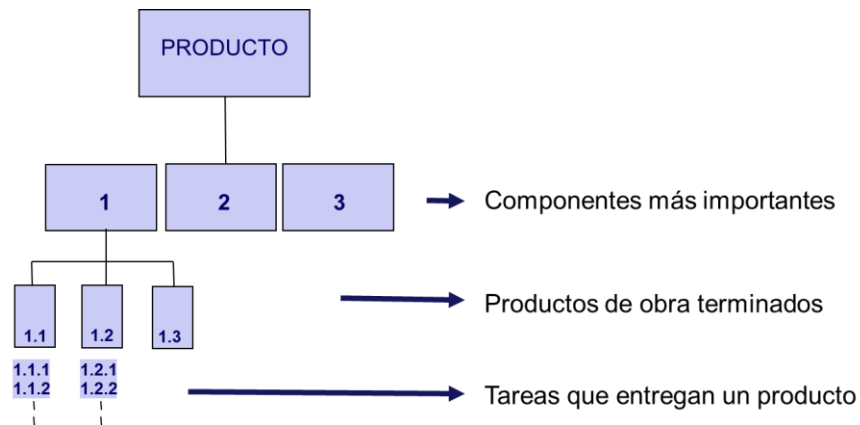 PRODUCTO
1
2
3
Componentes más importantes
1.1
1.2
1.3
Productos de obra terminados
1.1.1
1.1.2
1.2.1
1.2.2
Tareas que entregan un producto